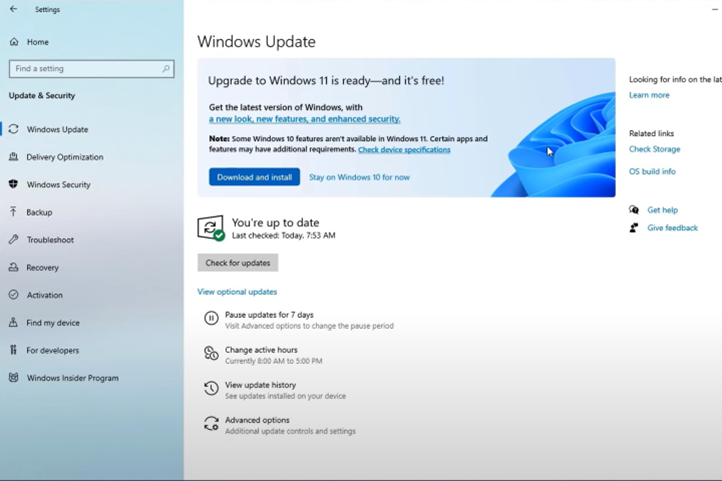 Settings
Home
Find a setting
Update & Security
Windows Update
Delivery Optimization
Windows Security
Backup
Troubleshoot
Recovery
Activation
Find my device
For developers
Windows Insider Program
Windows Update
Upgrade to Windows 11 is ready—and it's free!
Get the latest version of Windows, with
a new look, new features, and enhanced security.
Note: Some Windows 10 features aren't available in Windows 11. Certain apps and
features may have additional requirements. Check device specifications
Download and install
Stay on Windows 10 for now
You're up to date
Last checked: Today, 7:53 AM
Check for updates
View optional updates
Pause updates for 7 days
Visit Advanced options to change the pause period
Change active hours
Currently 8:00 AM to 5:00 PM
View update history
See updates installed on your device
Advanced options
Additional update controls and settings
Looking for info on the lat
Learn more
Related links
Check Storage
OS build info
Get help
Give feedback